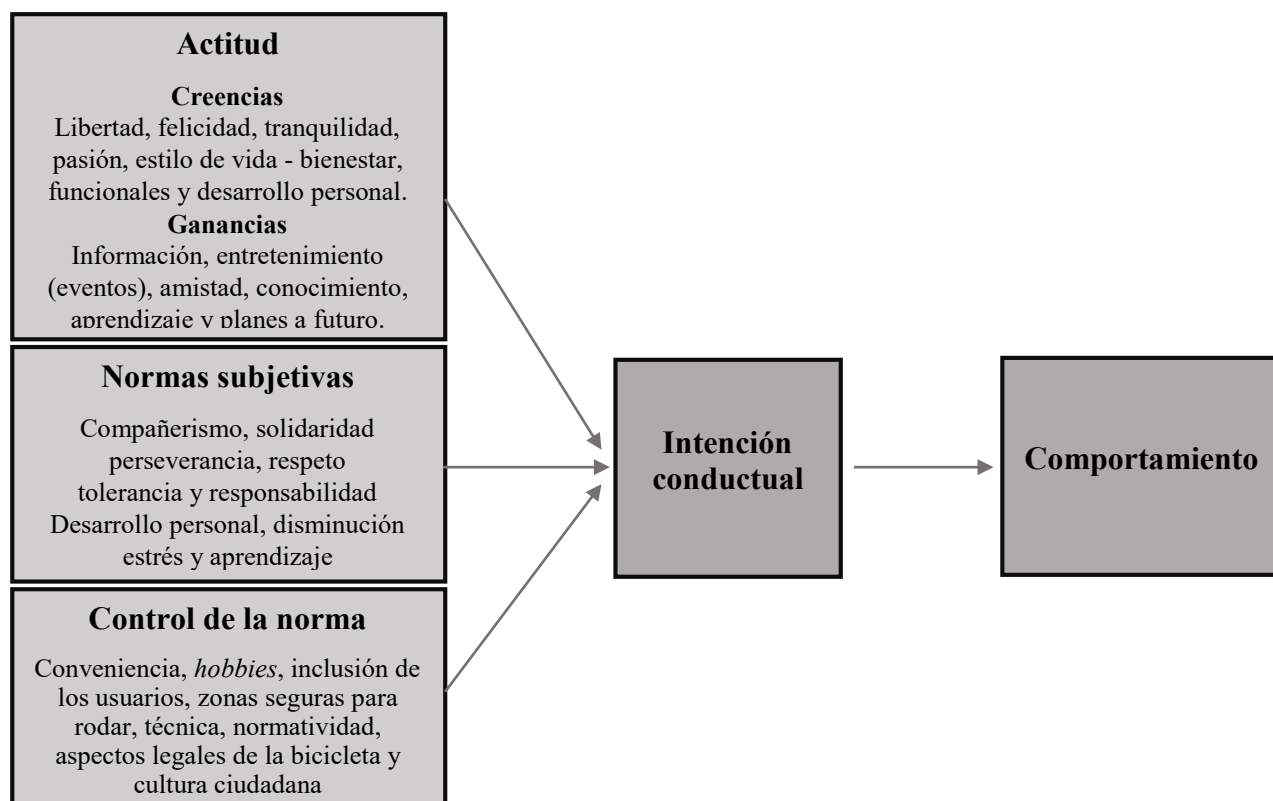 Actitud
Creencias
Libertad, felicidad, tranquilidad,
pasión, estilo de vida - bienestar,
funcionales y desarrollo personal.
Ganancias
Información, entretenimiento
(eventos), amistad, conocimiento,
aprendizaje y planes a futuro.
Normas subjetivas
Compañerismo, solidaridad
perseverancia, respeto
tolerancia y responsabilidad
Desarrollo personal, disminución
estrés y aprendizaje
Control de la norma
Conveniencia, hobbies, inclusión de
los usuarios, zonas seguras para
rodar, técnica, normatividad,
aspectos legales de la bicicleta y
cultura ciudadana
Intención
conductual
Comportamiento